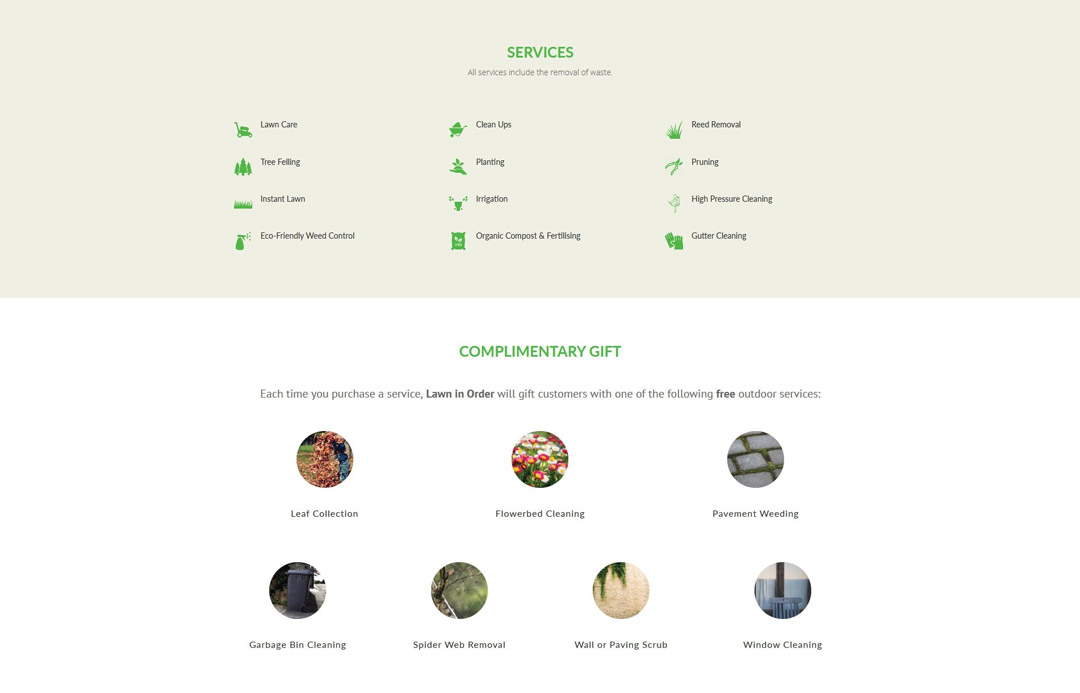 SERVICES
All services include the removal of waste.
Lawn Care
Clean Ups
Reed Removal
Tree Felling
Planting
Pruning
Instant Lawn
Irrigation
High Pressure Cleaning
Eco-Friendly Weed Control
Organic Compost & Fertilising
Gutter Cleaning
COMPLIMENTARY GIFT
Each time you purchase a service, Lawn in Order will gift customers with one of the following free outdoor services:
Leaf Collection
Flowerbed Cleaning
Pavement Weeding
Garbage Bin Cleaning
Spider Web Removal
Wall or Paving Scrub
Window Cleaning